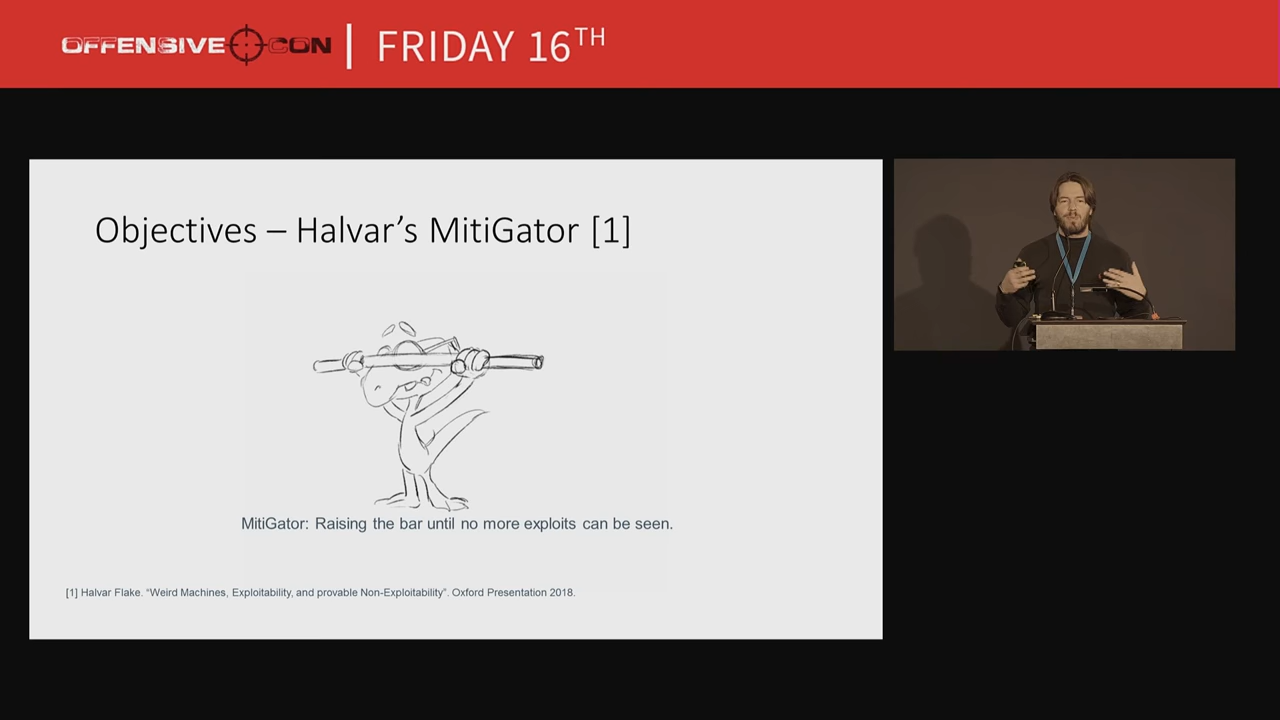 OFFENSIVE CON | FRIDAY 16TH
Objectives – Halvar’s MitiGator [1]
MitiGator: Raising the bar until no more exploits can be seen.
[1] Halvar Flake. “Weird Machines, Exploitability, and provable Non-Exploitability”. Oxford Presentation 2018.